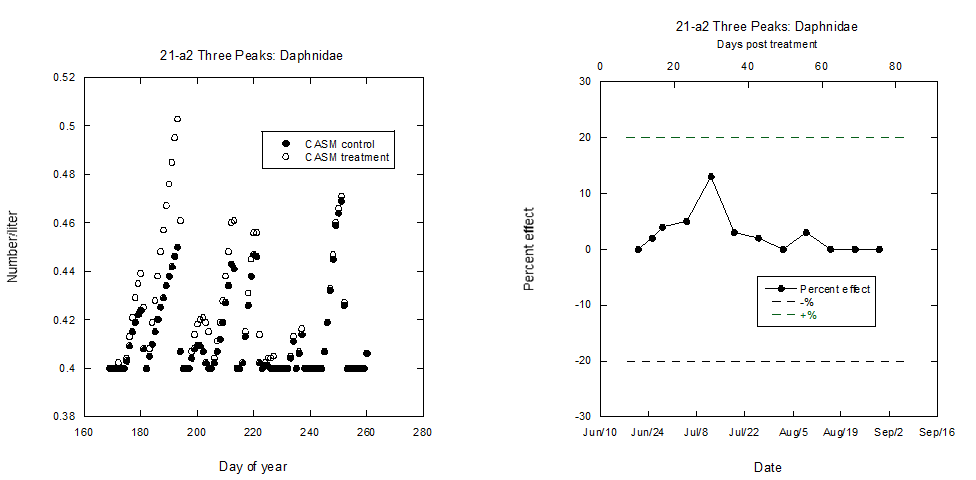 21-a2 Three Peaks: Daphnidae
0.52
0.5
0.48
0.46
0.44
0.42
0.4
0.38
Number/liter
CASM control
CASM treatment
160
180
200
220
240
260
280
Day of year
21-a2 Three Peaks: Daphnidae
Days post treatment
0
20
40
60
80
30
20
10
0
-10
-20
-30
Percent effect
Percent effect
-%
+%
Jun/10
Jun/24
Jul/8
Jul/22
Aug/5
Aug/19
Sep/2
Sep/16
Date